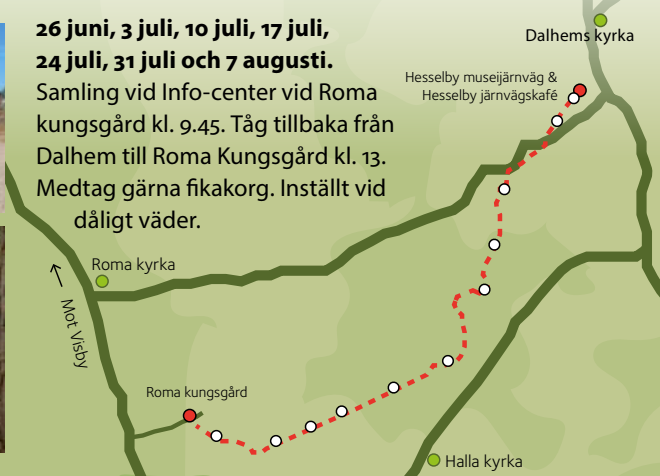 26 juni, 3 juli, 10 juli, 17 juli,
24 juli, 31 juli och 7 augusti.
Samling vid Info-center vid Roma
kungsgård kl. 9.45. Tåg tillbaka från
Dalhem till Roma Kungsgård kl. 13.
Medtag gärna fikakorg. Inställt vid
dåligt väder.
Dalhems kyrka
Hesselby museijärnväg &
Hesselby järnvägskafé
Roma kyrka
← Mot Visby
Roma kungsgård
Halla kyrka